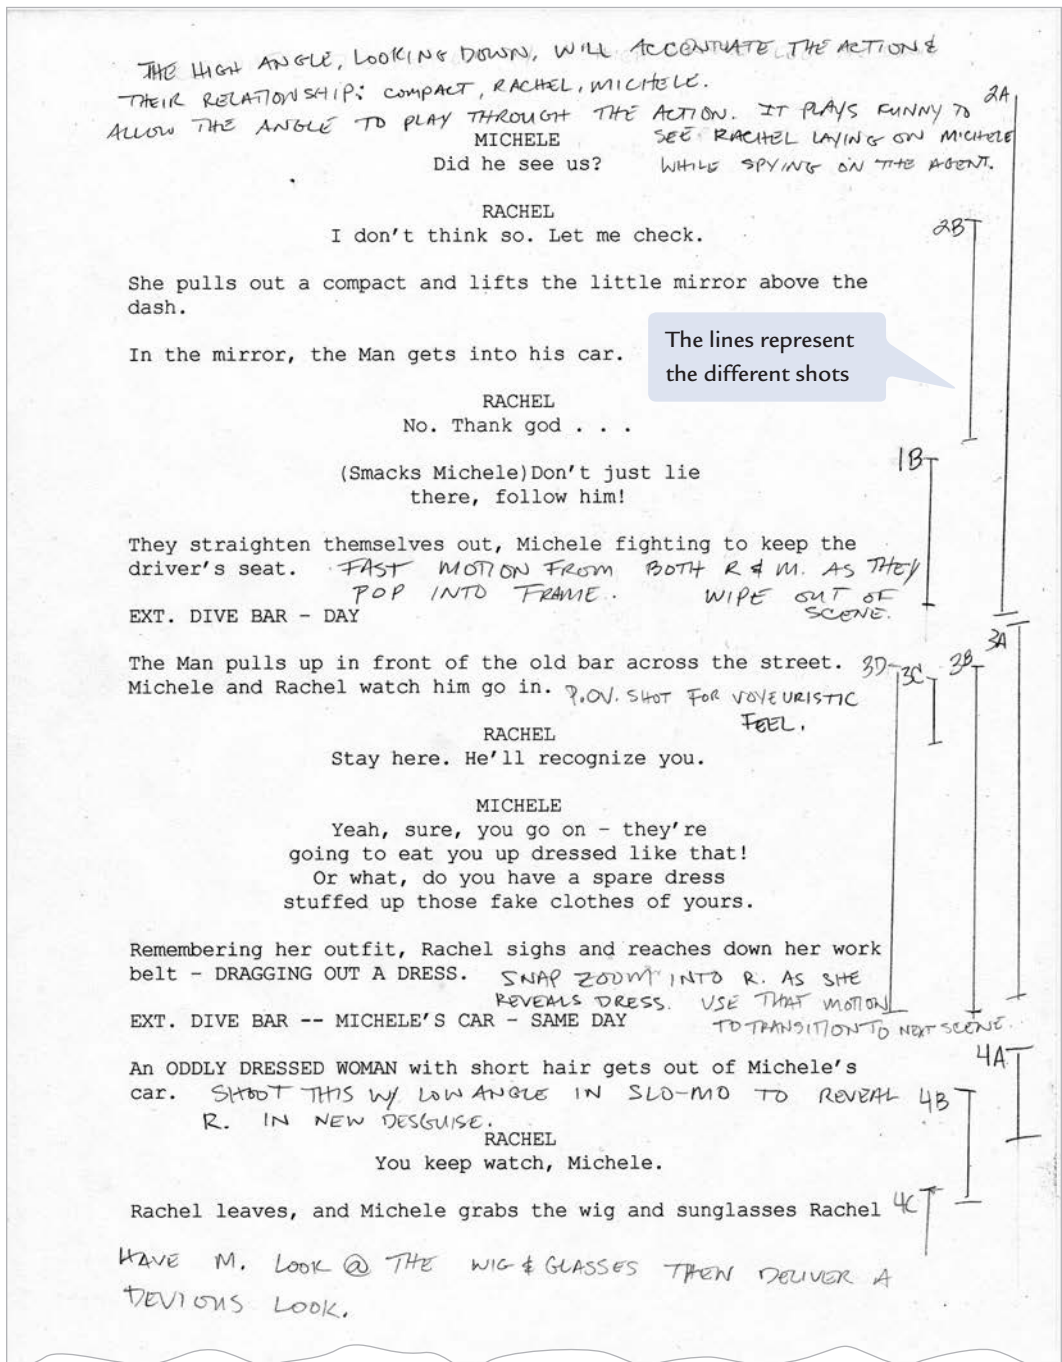 THE HIGH ANGLE, LOOKING DOWN, WILL ACCENTUATE THE ACTION &
THEIR RELATIONSHIP: COMPACT, RACHEL, MICHELE.
2A
ALLOW THE ANGLE TO PLAY THROUGH THE ACTION. IT PLAYS FUNNY TO
SEE RACHEL LAYING ON MICHELE
WHILE SPYING ON THE AGENT.
MICHELE
Did he see us?
RACHEL
2B
I don't think so. Let me check.
She pulls out a compact and lifts the little mirror above the
dash.
In the mirror, the Man gets into his car.
The lines represent
the different shots
RACHEL
No. Thank god . . .
1B
(Smacks Michele)Don't just lie
there, follow him!
They straighten themselves out, Michele fighting to keep the
driver's seat. FAST MOTION FROM BOTH R & M. AS THEY
POP INTO FRAME. WIPE OUT OF
SCENE.
EXT. DIVE BAR - DAY
3A
The Man pulls up in front of the old bar across the street. 3D 3C 3B
Michele and Rachel watch him go in. P.OV. SHOT FOR VOYEURISTIC
FEEL.
RACHEL
Stay here. He'll recognize you.
MICHELE
Yeah, sure, you go on - they're
going to eat you up dressed like that!
Or what, do you have a spare dress
stuffed up those fake clothes of yours.
Remembering her outfit, Rachel sighs and reaches down her work
belt - DRAGGING OUT A DRESS. SNAP ZOOM INTO R. AS SHE
REVEALS DRESS. USE THAT MOTION
TO TRANSITION TO NEXT SCENE.
EXT. DIVE BAR -- MICHELE'S CAR - SAME DAY
4A
An ODDLY DRESSED WOMAN with short hair gets out of Michele's
car. SHOOT THIS W/ LOW ANGLE IN SLO-MO TO REVEAL 4B
R. IN NEW DESGUISE.
RACHEL
You keep watch, Michele.
Rachel leaves, and Michele grabs the wig and sunglasses Rachel 4C
HAVE M. LOOK @ THE WIG & GLASSES THEN DELIVER A
DEVIOUS LOOK.